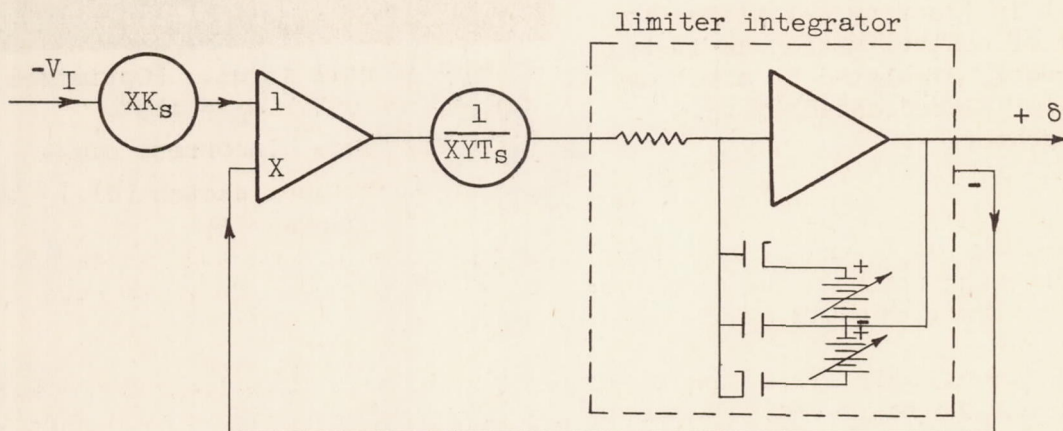 limiter integrator
-V_I
XK_s
1
X
1
XYT_s
+ δ
-
+
-
+